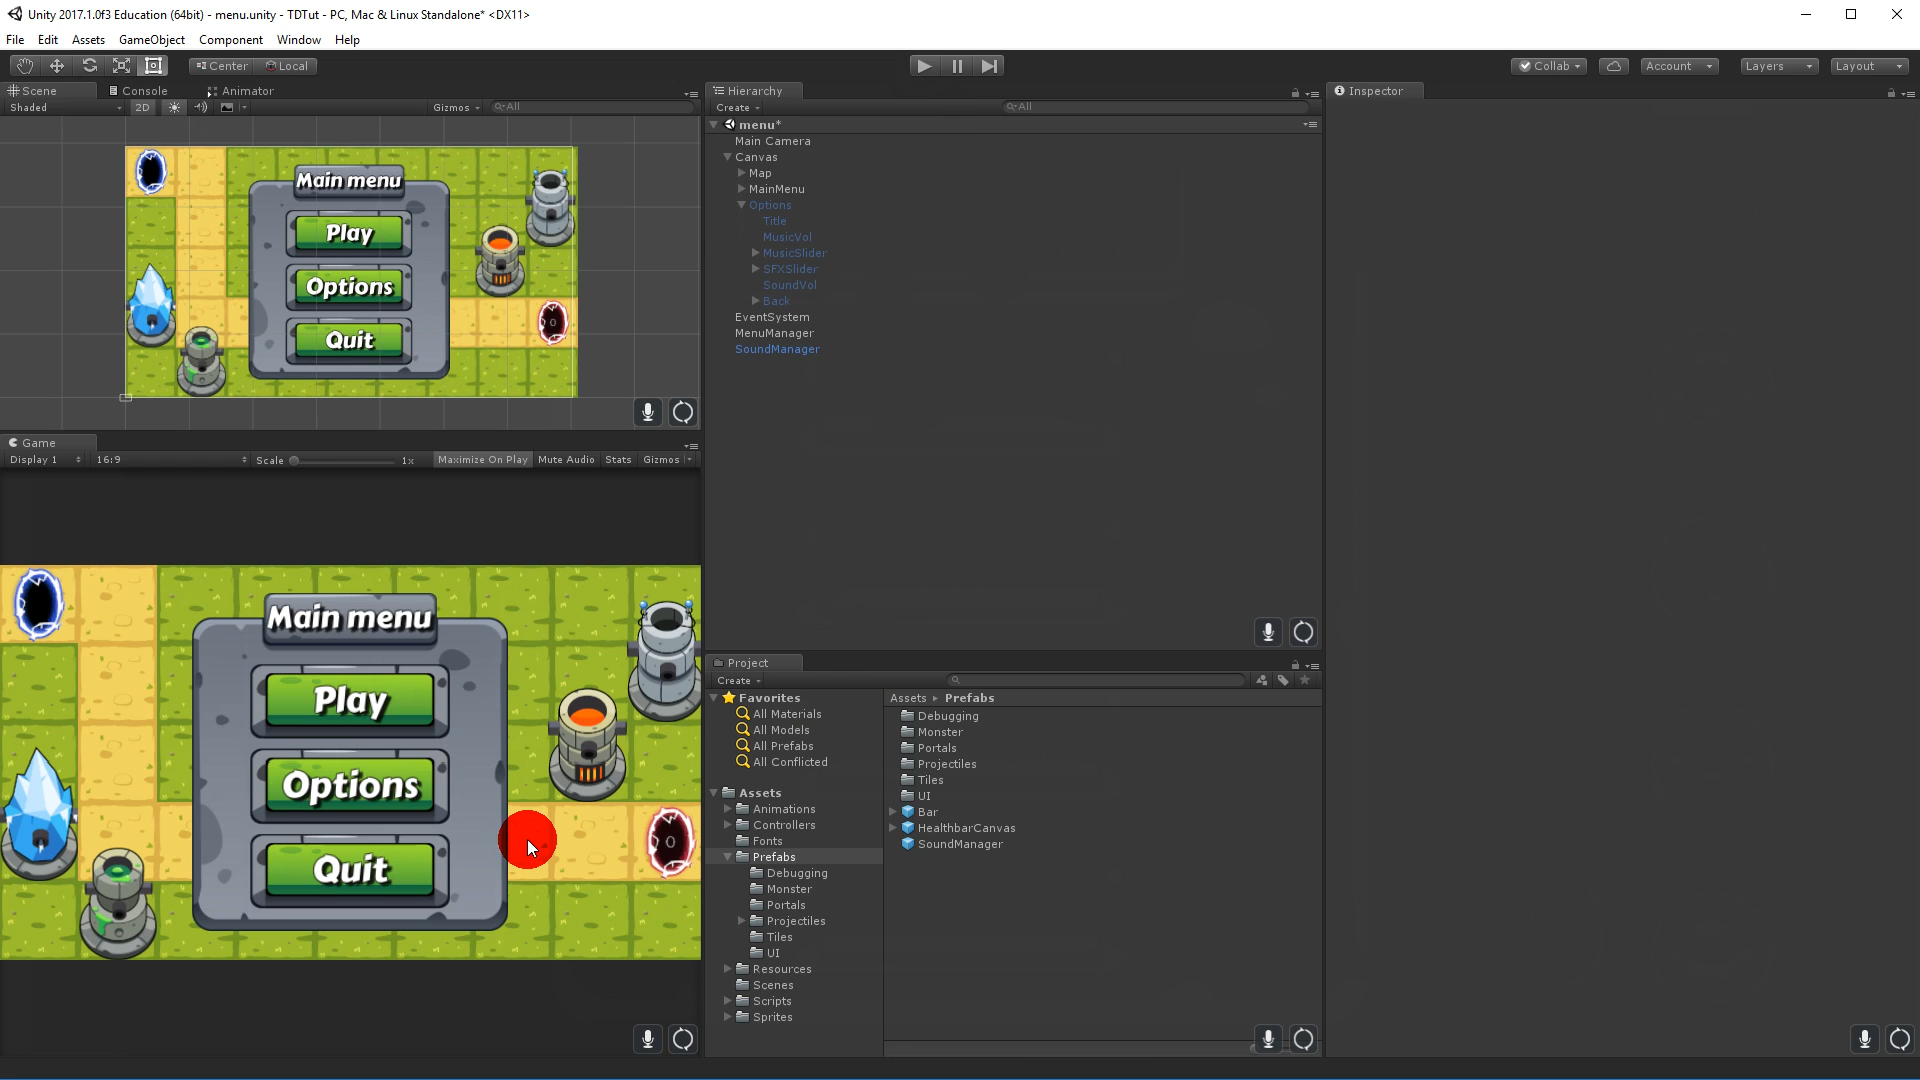 Unity 2017.1.0f3 Education (64bit) - menu.unity - TDTut - PC, Mac & Linux Standalone* <DX11>
File Edit Assets GameObject Component Window Help
Center Local Collab Account Layers Layout
Scene Console Animator
Shaded 2D Gizmos All
Main menu
Play
Options
Quit
Game
Display 1 16:9 Scale 1x Maximize On Play Mute Audio Stats Gizmos
Main menu
Play
Options
Quit
Hierarchy
Create All
menu*
Main Camera
Canvas
Map
MainMenu
Options
Title
MusicVol
MusicSlider
SFXSlider
SoundVol
Back
EventSystem
MenuManager
SoundManager
Project
Create
Favorites
All Materials
All Models
All Prefabs
All Conflicted
Assets
Animations
Controllers
Fonts
Prefabs
Debugging
Monster
Portals
Projectiles
Tiles
UI
Resources
Scenes
Scripts
Sprites
Assets Prefabs
Debugging
Monster
Portals
Projectiles
Tiles
UI
Bar
HealthbarCanvas
SoundManager
Inspector